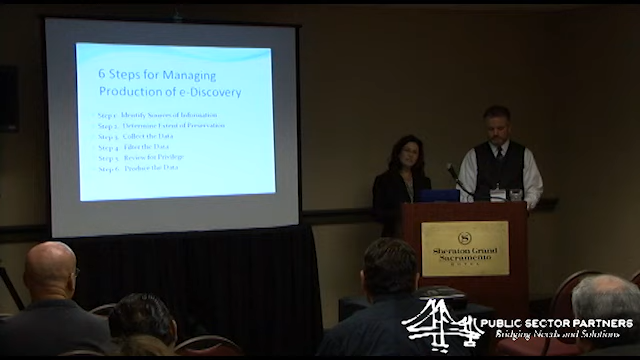 6 Steps for Managing
Production of e-Discovery
Step 1: Identify Sources of Information
Step 2: Determine Extent of Preservation
Step 3: Collect the Data
Step 4: Filter the Data
Step 5: Review for Privilege
Step 6: Produce the Data
S
Sheraton Grand
Sacramento
HOTEL
PUBLIC SECTOR PARTNERS
Bridging Needs and Solutions